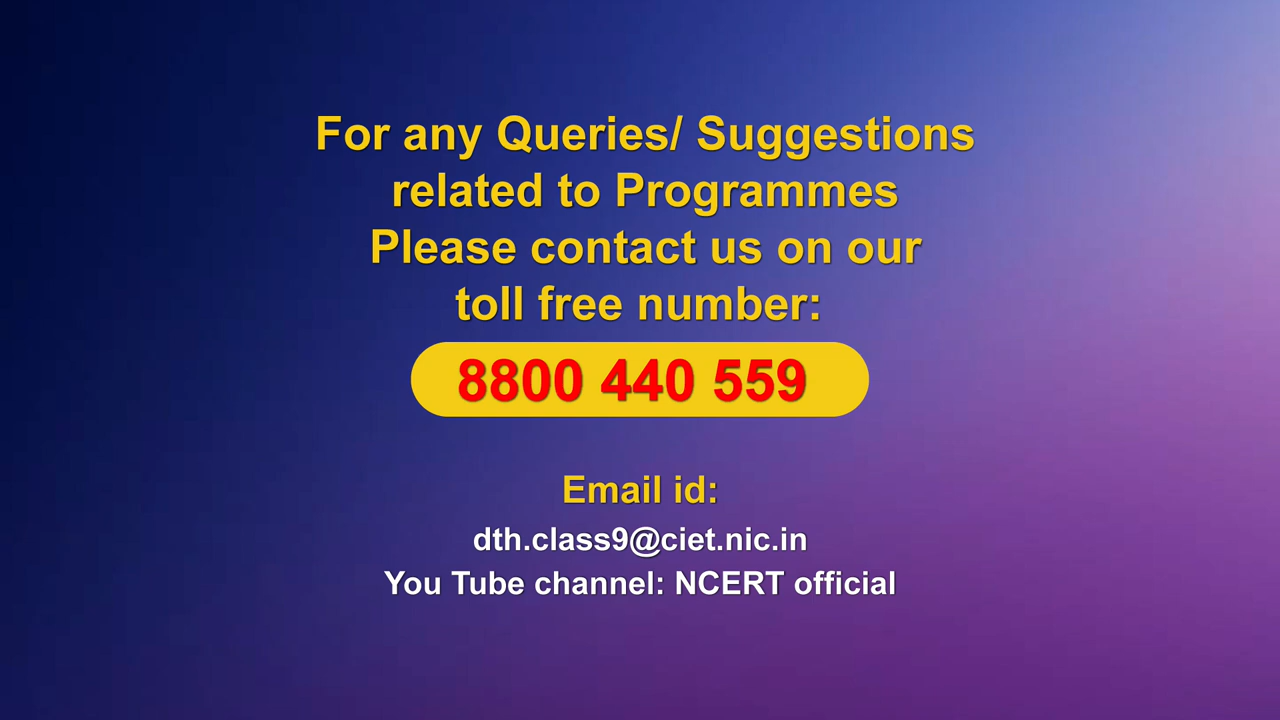 For any Queries/ Suggestions
related to Programmes
Please contact us on our
toll free number:
8800 440 559
Email id:
dth.class9@ciet.nic.in
You Tube channel: NCERT official